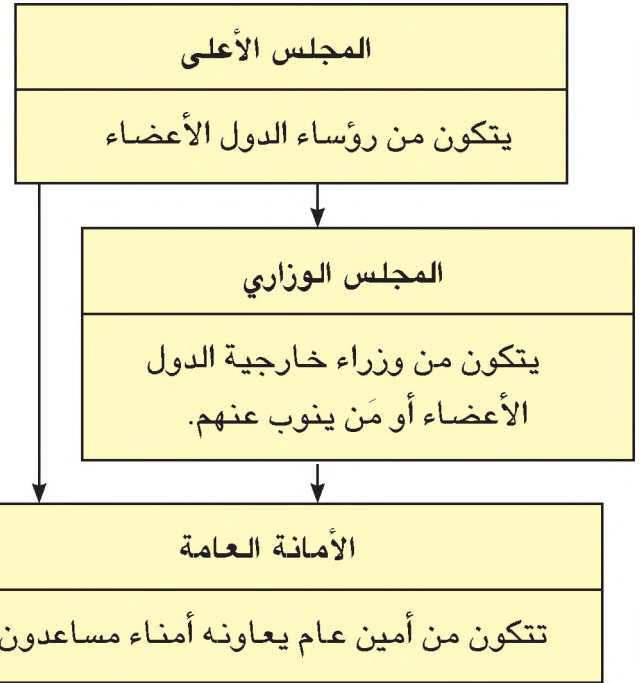 المجلس الأعلى
يتكون من رؤساء الدول الأعضاء
المجلس الوزاري
يتكون من وزراء خارجية الدول
الأعضاء أو مَن ينوب عنهم.
الأمانة العامة
تتكون من أمين عام يعاونه أمناء مساعدون